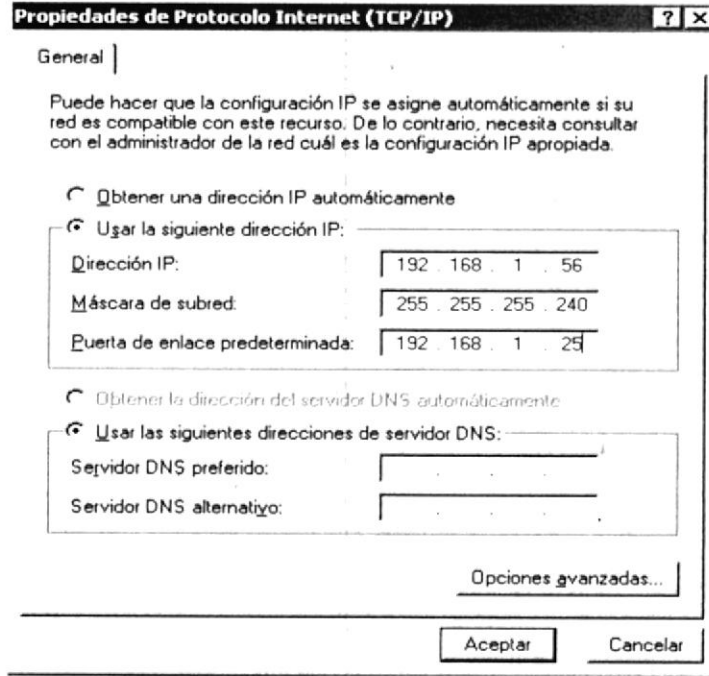 Propiedades de Protocolo Internet (TCP/IP) ? ×
General
Puede hacer que la configuración IP se asigne automáticamente si su
red es compatible con este recurso. De lo contrario, necesita consultar
con el administrador de la red cuál es la configuración IP apropiada.
Obtener una dirección IP automáticamente
Usar la siguiente dirección IP:
Dirección IP: 192 . 168 . 1 . 56
Máscara de subred: 255 . 255 . 255 . 240
Puerta de enlace predeterminada: 192 . 168 . 1 . 25
Obtener la dirección del servidor DNS automáticamente
Usar las siguientes direcciones de servidor DNS:
Servidor DNS preferido: . . .
Servidor DNS alternativo: . . .
Opciones avanzadas...
Aceptar Cancelar